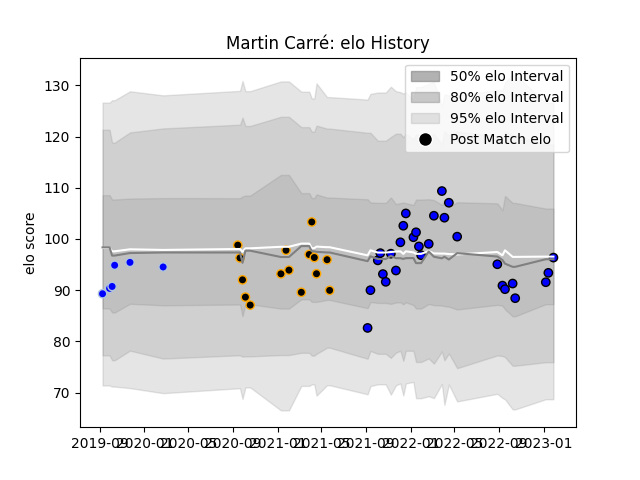 Martin Carré: elo History
50% elo Interval
80% elo Interval
95% elo Interval
Post Match elo
elo score
130
120
110
100
90
80
70
2019-09 2020-01 2020-05 2020-09 2021-01 2021-05 2021-09 2022-01 2022-05 2022-09 2023-01